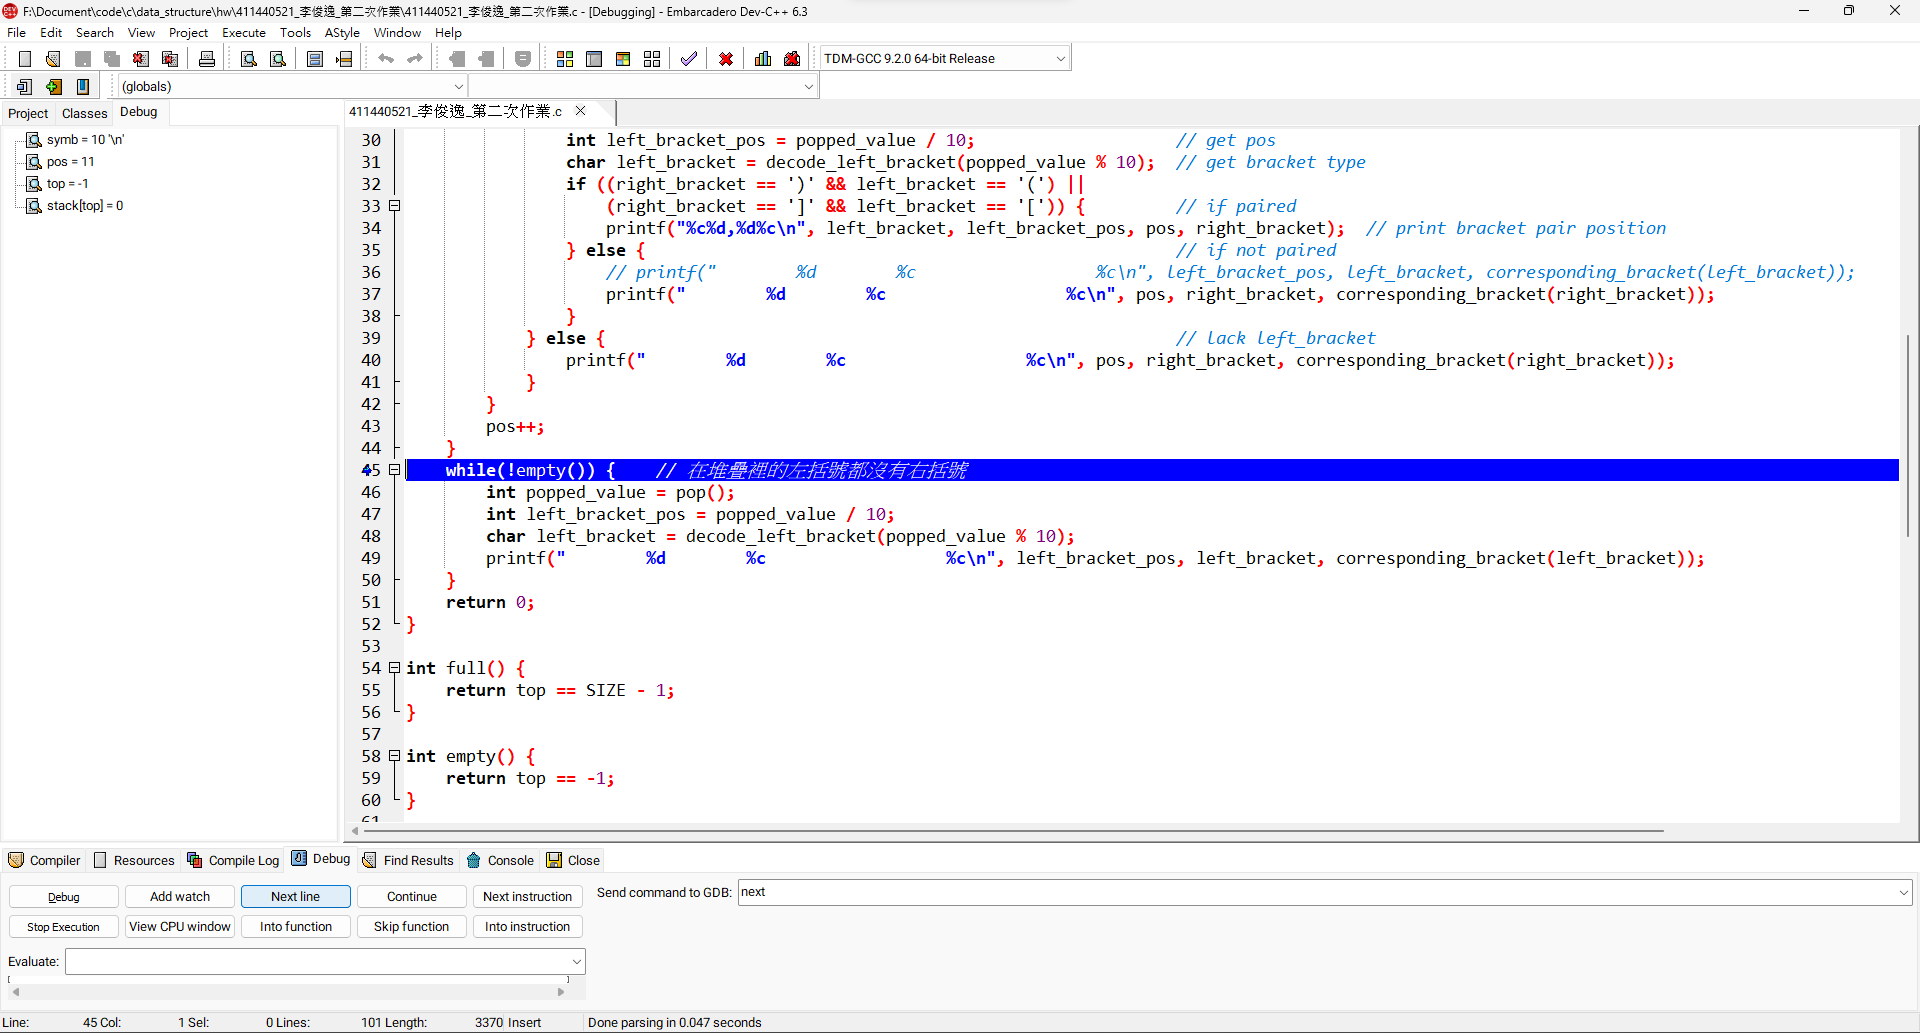 F:\Document\code\c\data_structure\hw\411440521_李俊逸_第二次作業\411440521_李俊逸_第二次作業.c - [Debugging] - Embarcadero Dev-C++ 6.3
File Edit Search View Project Execute Tools AStyle Window Help
TDM-GCC 9.2.0 64-bit Release
(globals)
Project Classes Debug
symb = 10 '\n'
pos = 11
top = -1
stack[top] = 0
411440521_李俊逸_第二次作業.c
30 int left_bracket_pos = popped_value / 10; // get pos
31 char left_bracket = decode_left_bracket(popped_value % 10); // get bracket type
32 if ((right_bracket == ')' && left_bracket == '(') ||
33 (right_bracket == ']' && left_bracket == '[')) { // if paired
34 printf("%c%d,%d%c\n", left_bracket, left_bracket_pos, pos, right_bracket); // print bracket pair position
35 } else { // if not paired
36 // printf(" %d %c %c\n", left_bracket_pos, left_bracket, corresponding_bracket(left_bracket));
37 printf(" %d %c %c\n", pos, right_bracket, corresponding_bracket(right_bracket));
38 }
39 } else { // lack left_bracket
40 printf(" %d %c %c\n", pos, right_bracket, corresponding_bracket(right_bracket));
41 }
42 }
43 pos++;
44 }
45 while(!empty()) { // 在堆疊裡的左括號都沒有右括號
46 int popped_value = pop();
47 int left_bracket_pos = popped_value / 10;
48 char left_bracket = decode_left_bracket(popped_value % 10);
49 printf(" %d %c %c\n", left_bracket_pos, left_bracket, corresponding_bracket(left_bracket));
50 }
51 return 0;
52 }
53
54 int full() {
55 return top == SIZE - 1;
56 }
57
58 int empty() {
59 return top == -1;
60 }
61
Compiler Resources Compile Log Debug Find Results Console Close
Debug Add watch Next line Continue Next instruction Send command to GDB: next
Stop Execution View CPU window Into function Skip function Into instruction
Evaluate:
Line: 45 Col: 1 Sel: 0 Lines: 101 Length: 3370 Insert Done parsing in 0.047 seconds